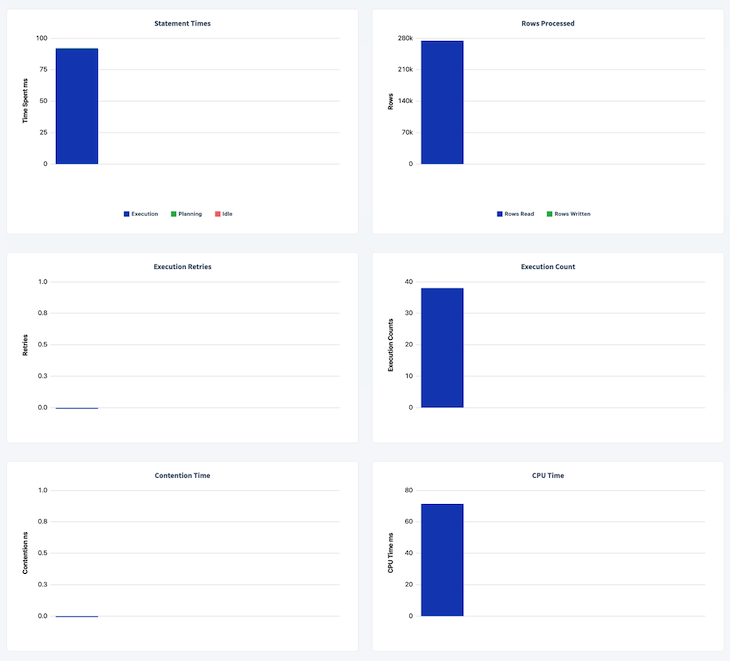 Statement Times
100
75
50
25
0
Time Spent ms
Execution Planning Idle
Rows Processed
280k
210k
140k
70k
0
Rows
Rows Read Rows Written
Execution Retries
1.0
0.8
0.5
0.3
0.0
Retries
Execution Count
40
30
20
10
0
Execution Counts
Contention Time
1.0
0.8
0.5
0.3
0.0
Contention ns
CPU Time
80
60
40
20
0
CPU Time ms